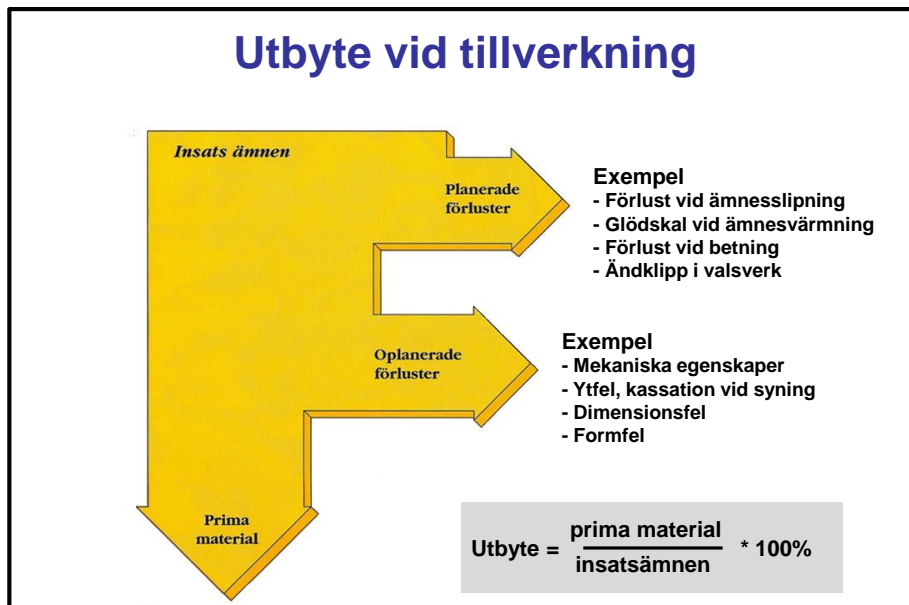 Utbyte vid tillverkning
Insats ämnen
Planerade
förluster
Exempel
- Förlust vid ämnesslipning
- Glödskal vid ämnesvärmning
- Förlust vid betning
- Ändklipp i valsverk
Oplanerade
förluster
Exempel
- Mekaniska egenskaper
- Ytfel, kassation vid syning
- Dimensionsfel
- Formfel
Prima
material
Utbyte = prima material * 100%
insatsämnen